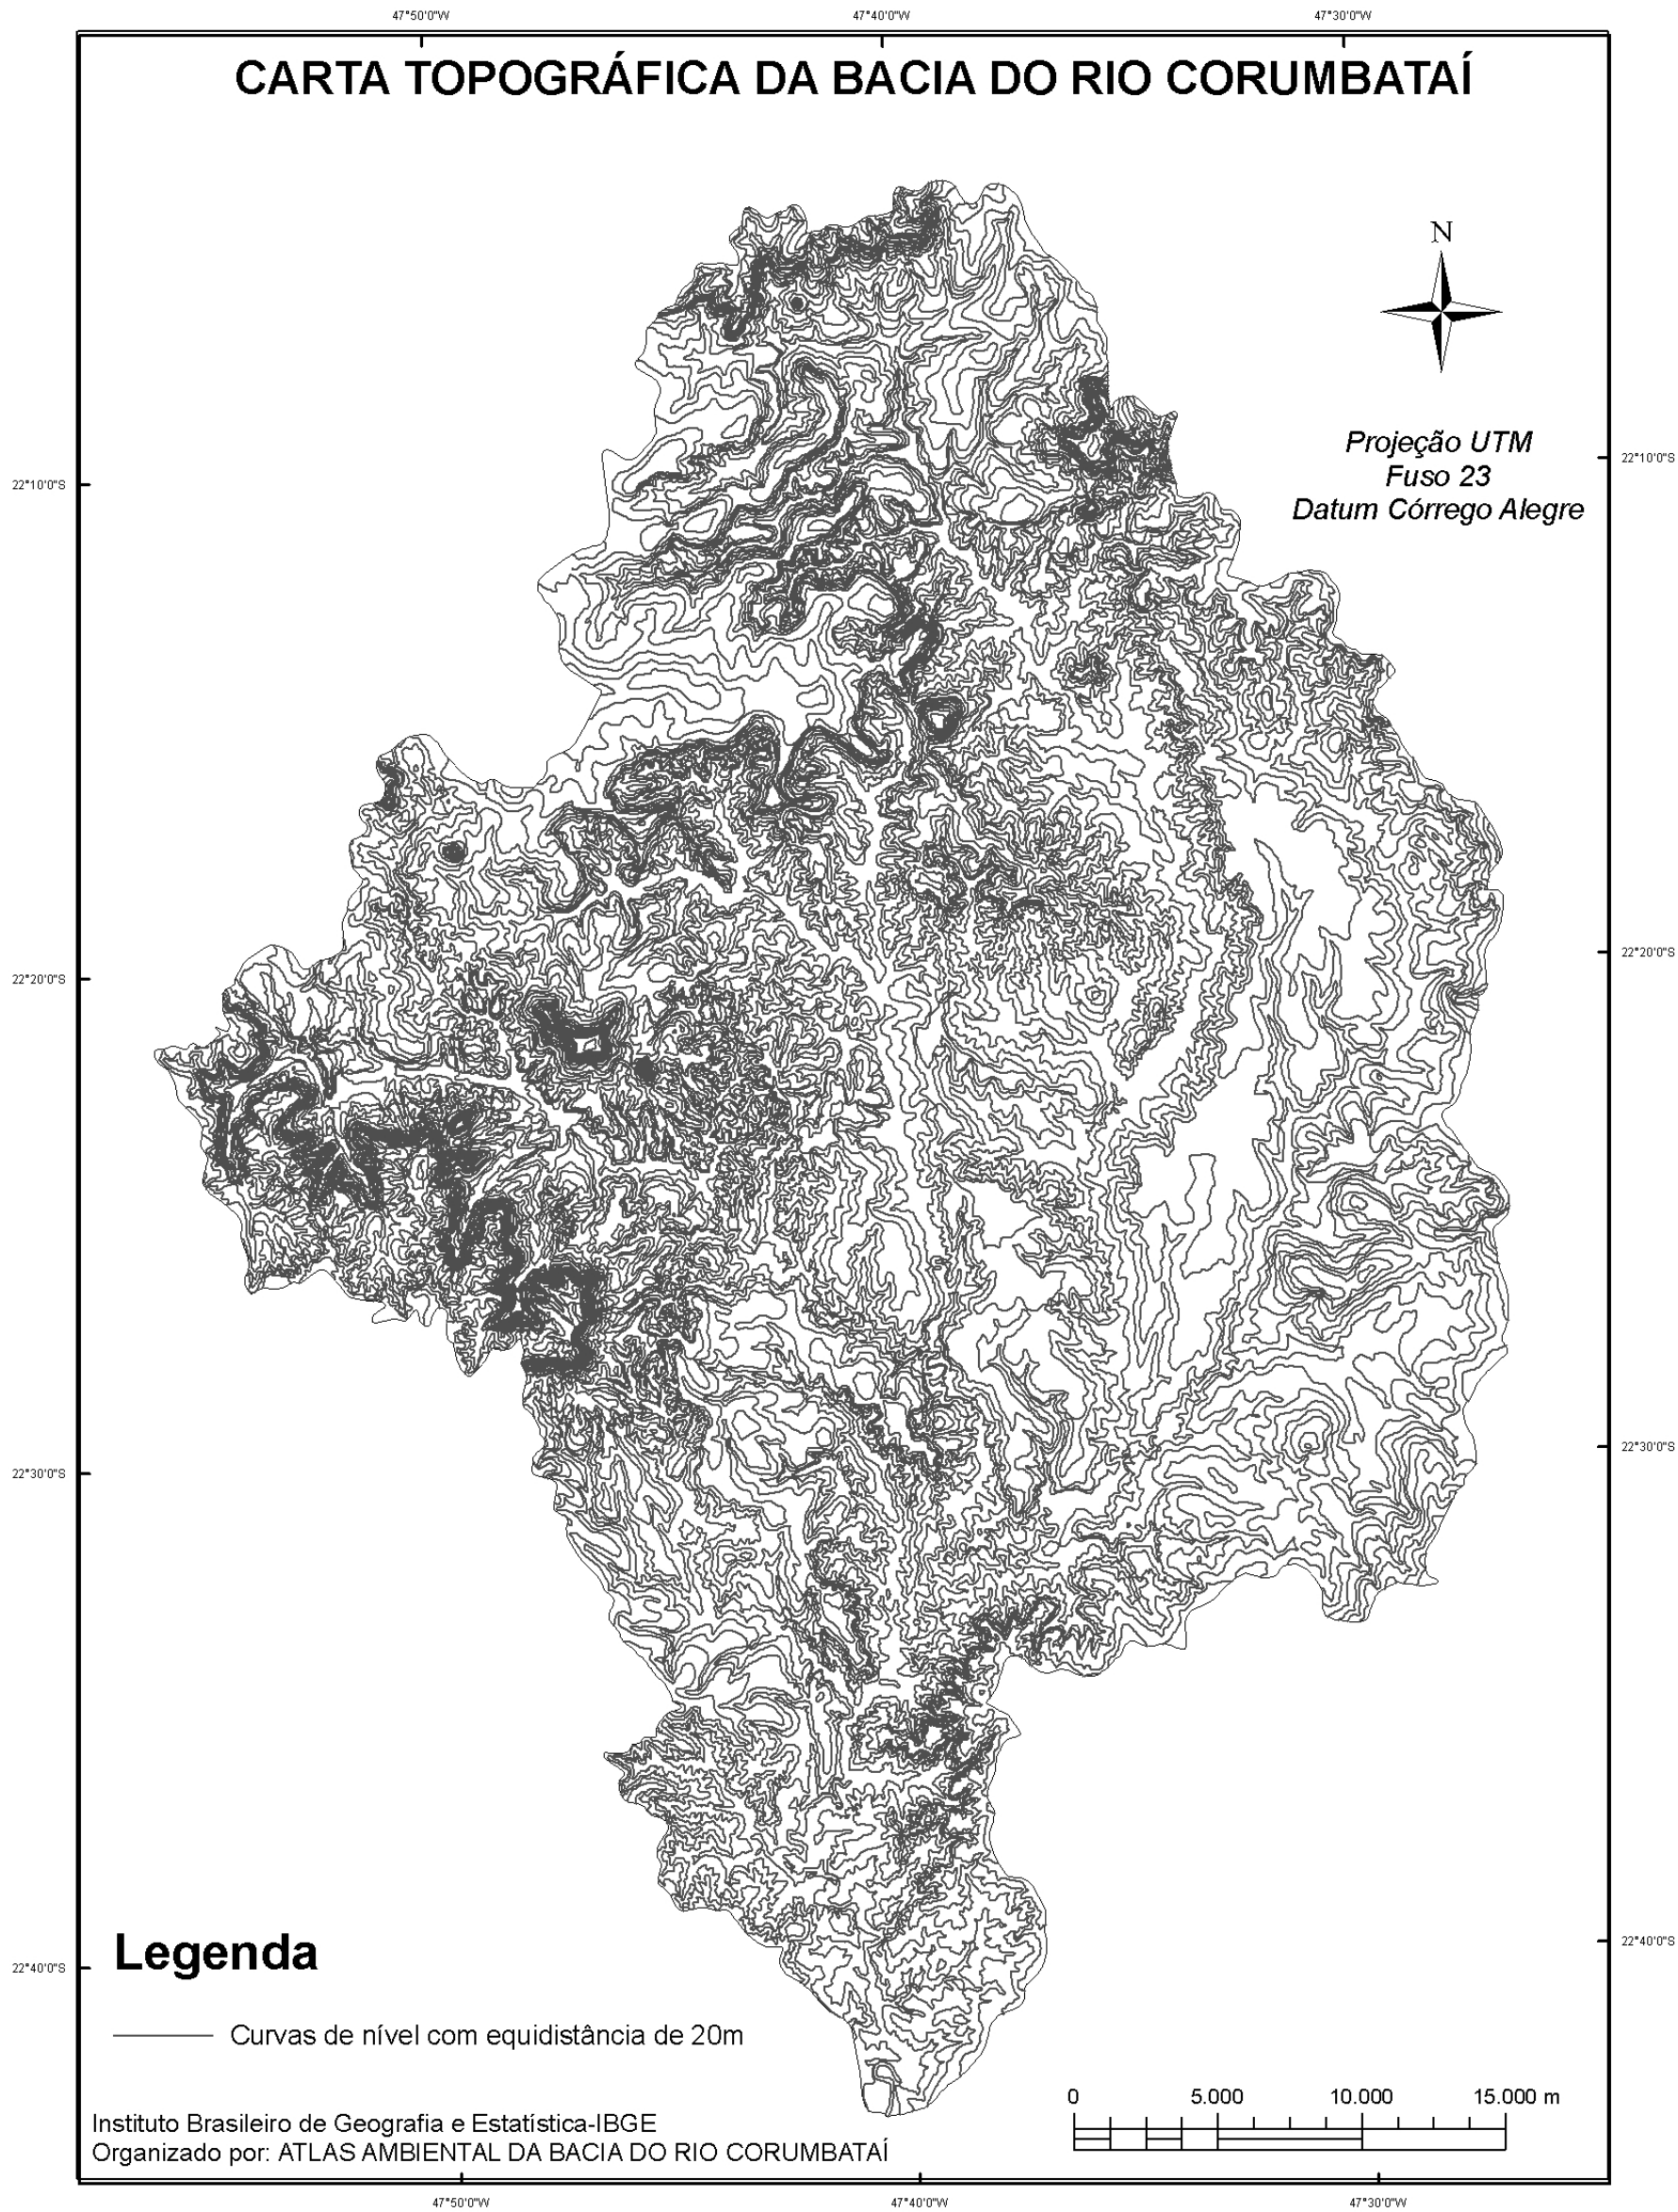 47°50'0"W 47°40'0"W 47°30'0"W
CARTA TOPOGRÁFICA DA BACIA DO RIO CORUMBATAÍ
N
Projeção UTM
Fuso 23
Datum Córrego Alegre
22°10'0"S 22°10'0"S
22°20'0"S 22°20'0"S
22°30'0"S 22°30'0"S
22°40'0"S 22°40'0"S
Legenda
Curvas de nível com equidistância de 20m
0 5.000 10.000 15.000 m
Instituto Brasileiro de Geografia e Estatística-IBGE
Organizado por: ATLAS AMBIENTAL DA BACIA DO RIO CORUMBATAÍ
47°50'0"W 47°40'0"W 47°30'0"W